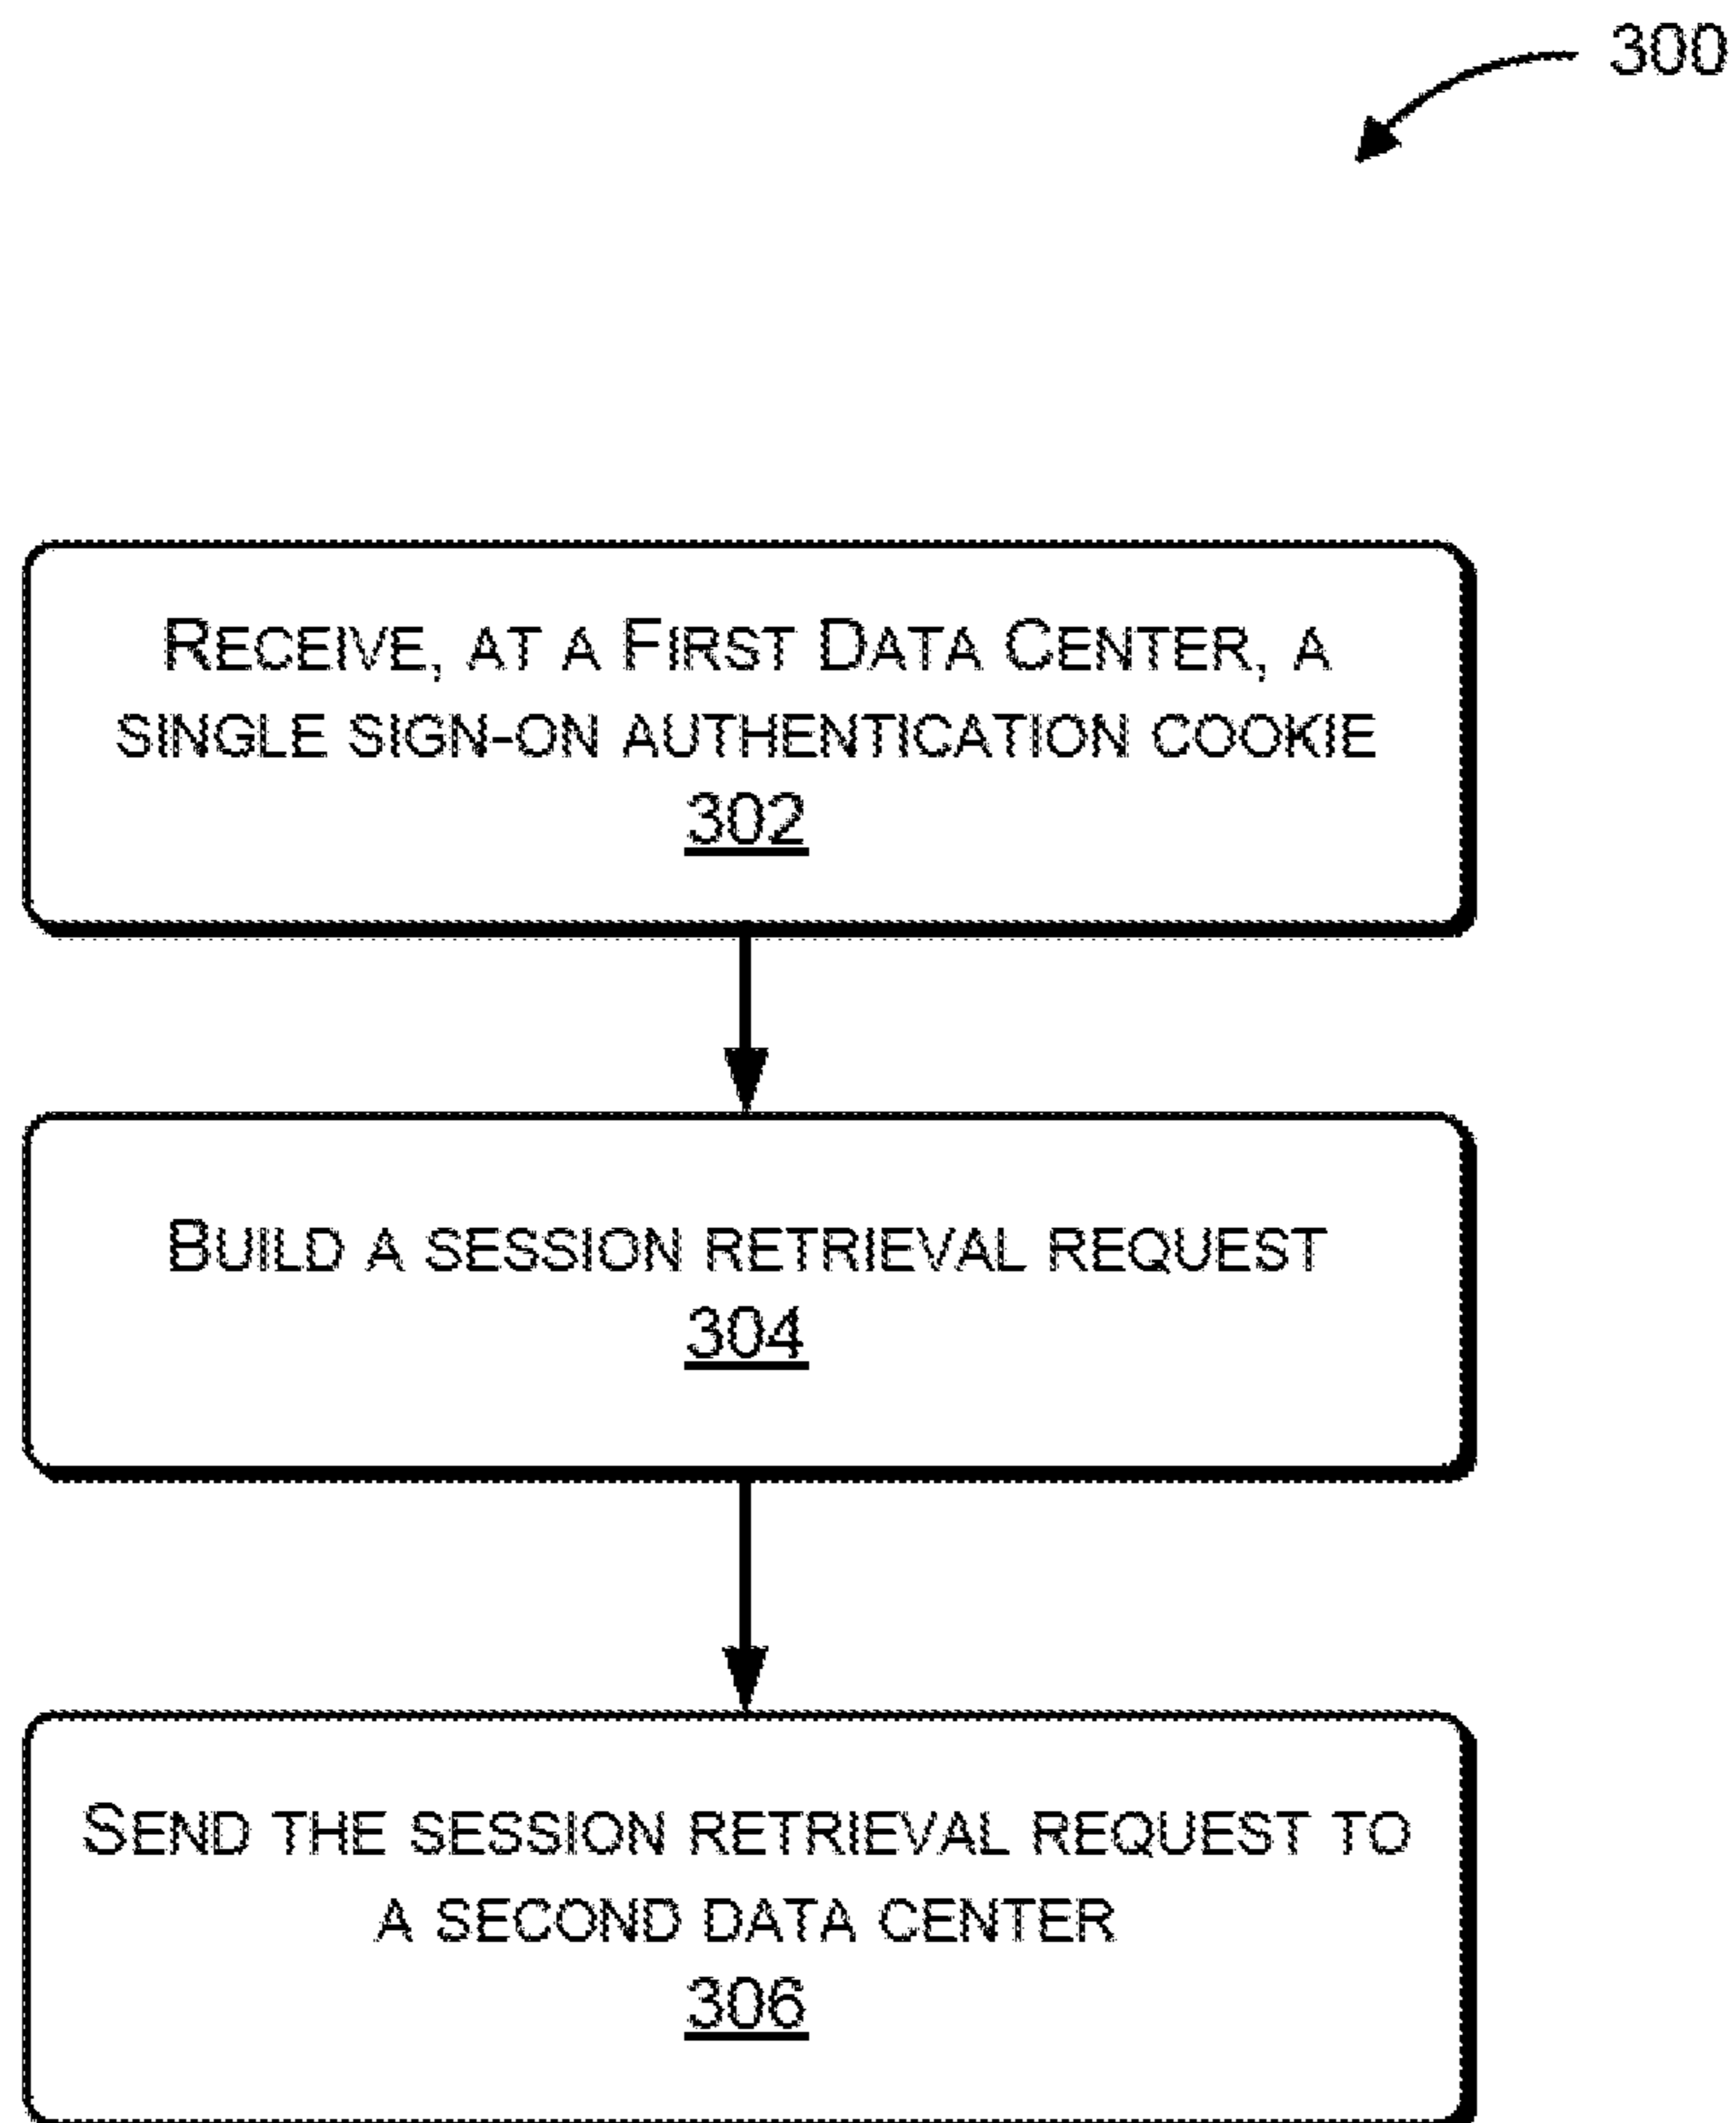 300
RECEIVE, AT A FIRST DATA CENTER, A
SINGLE SIGN-ON AUTHENTICATION COOKIE
302
BUILD A SESSION RETRIEVAL REQUEST
304
SEND THE SESSION RETRIEVAL REQUEST TO
A SECOND DATA CENTER
306